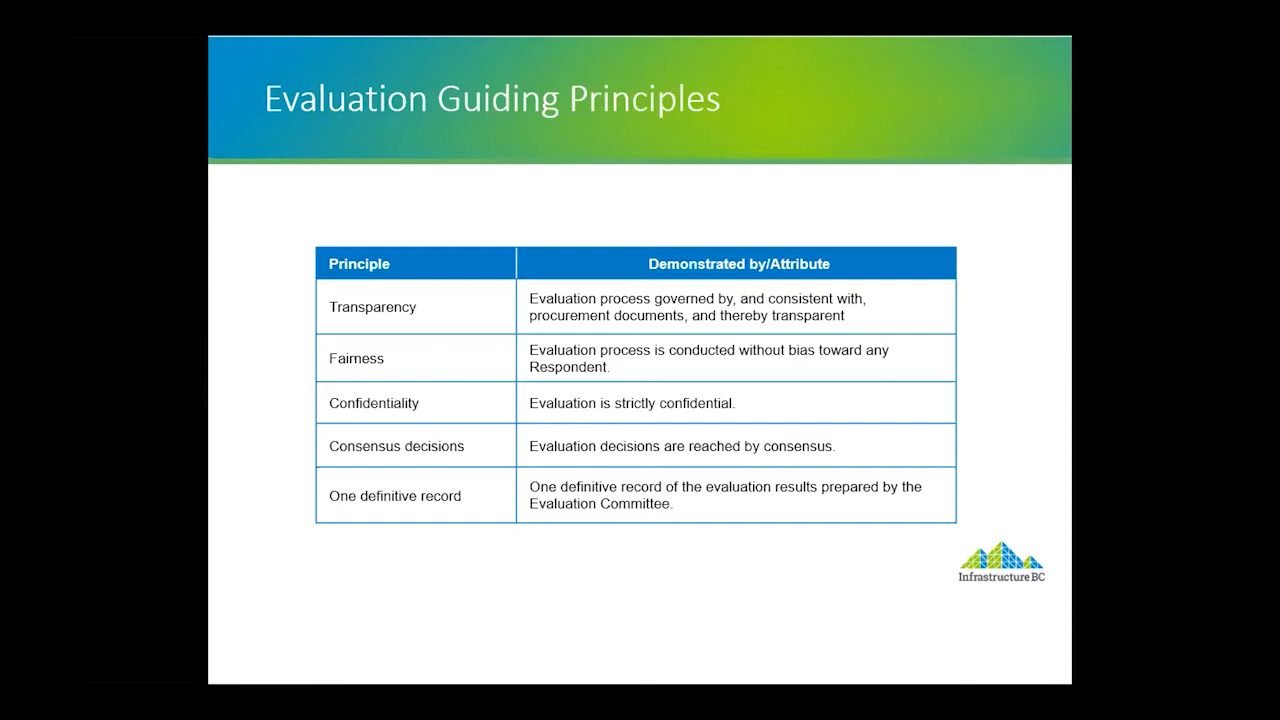 Evaluation Guiding Principles
Principle
Demonstrated by/Attribute
Transparency
Evaluation process governed by, and consistent with,
procurement documents, and thereby transparent
Fairness
Evaluation process is conducted without bias toward any
Respondent.
Confidentiality
Evaluation is strictly confidential.
Consensus decisions
Evaluation decisions are reached by consensus.
One definitive record
One definitive record of the evaluation results prepared by the
Evaluation Committee.
Infrastructure BC